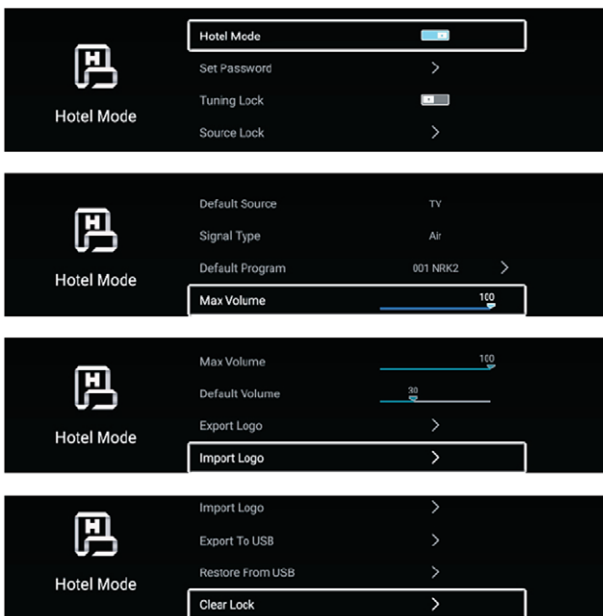 H
Hotel Mode
Hotel Mode
Set Password
Tuning Lock
Source Lock
H
Hotel Mode
Default Source TY
Signal Type Air
Default Program 001 NRK2
Max Volume 100
H
Hotel Mode
Max Volume 100
Default Volume 30
Export Logo
Import Logo
H
Hotel Mode
Import Logo
Export To USB
Restore From USB
Clear Lock